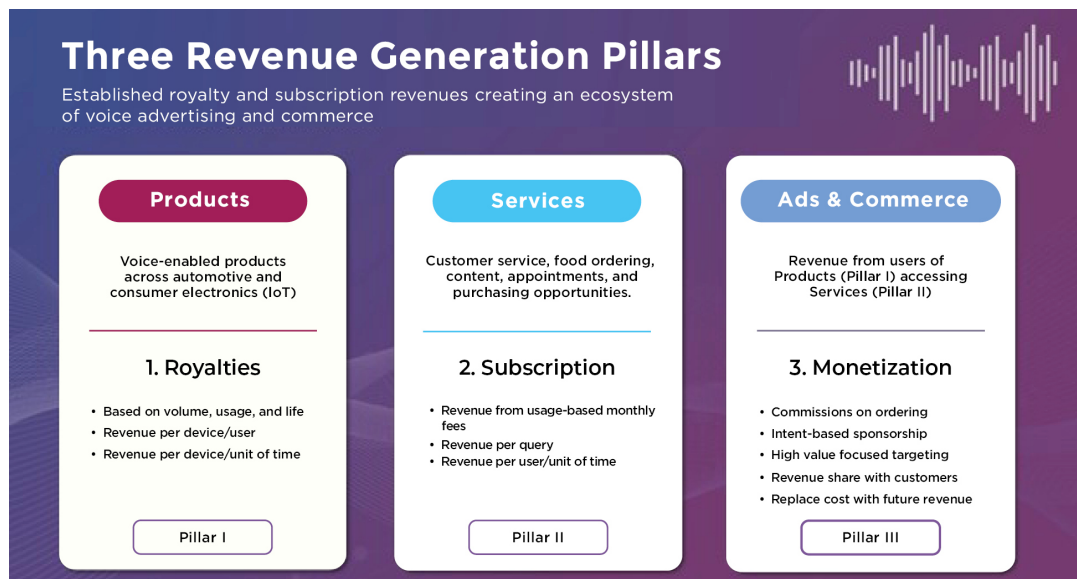 Three Revenue Generation Pillars
Established royalty and subscription revenues creating an ecosystem
of voice advertising and commerce
Products
Voice-enabled products
across automotive and
consumer electronics (IoT)
1. Royalties
• Based on volume, usage, and life
• Revenue per device/user
• Revenue per device/unit of time
Pillar I
Services
Customer service, food ordering,
content, appointments, and
purchasing opportunities.
2. Subscription
• Revenue from usage-based monthly
fees
• Revenue per query
• Revenue per user/unit of time
Pillar II
Ads & Commerce
Revenue from users of
Products (Pillar I) accessing
Services (Pillar II)
3. Monetization
• Commissions on ordering
• Intent-based sponsorship
• High value focused targeting
• Revenue share with customers
• Replace cost with future revenue
Pillar III